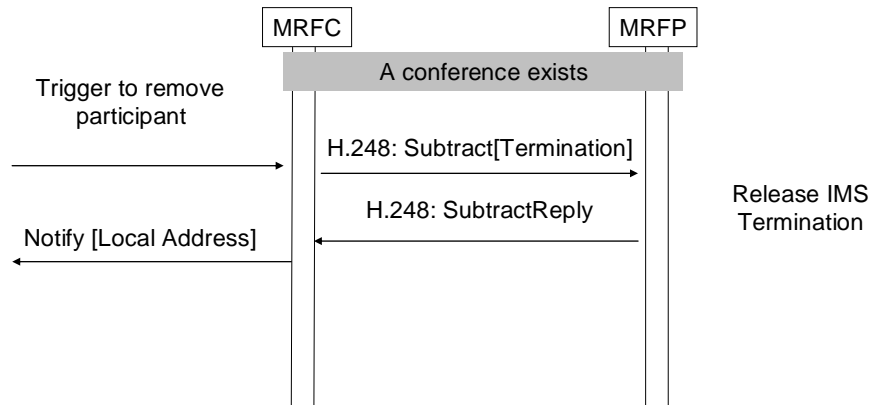 MRFC
MRFP
A conference exists
Trigger to remove
participant
H.248: Subtract[Termination]
Release IMS
Termination
H.248: SubtractReply
Notify [Local Address]